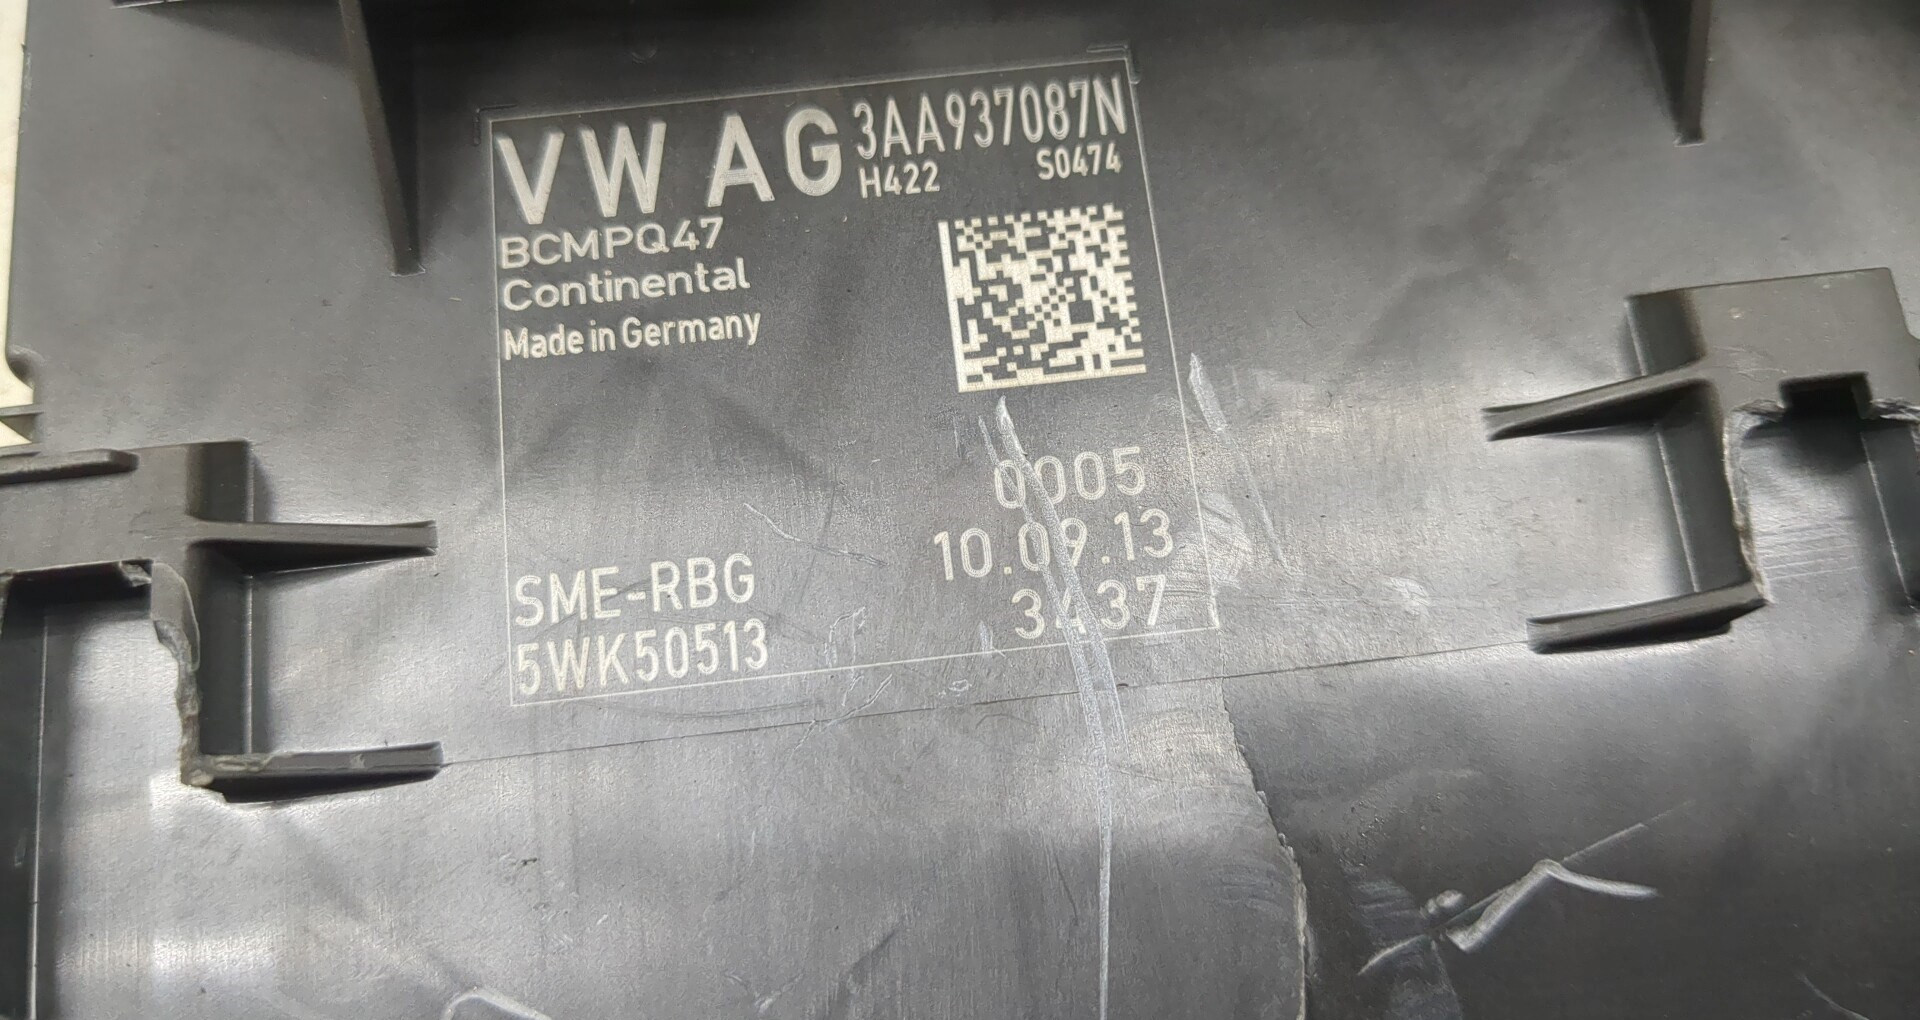 VW AG 3AA937087N
H422 S0474
BCMPQ47
Continental
Made in Germany
0005
10.09.13
SME-RBG 3437
5WK50513